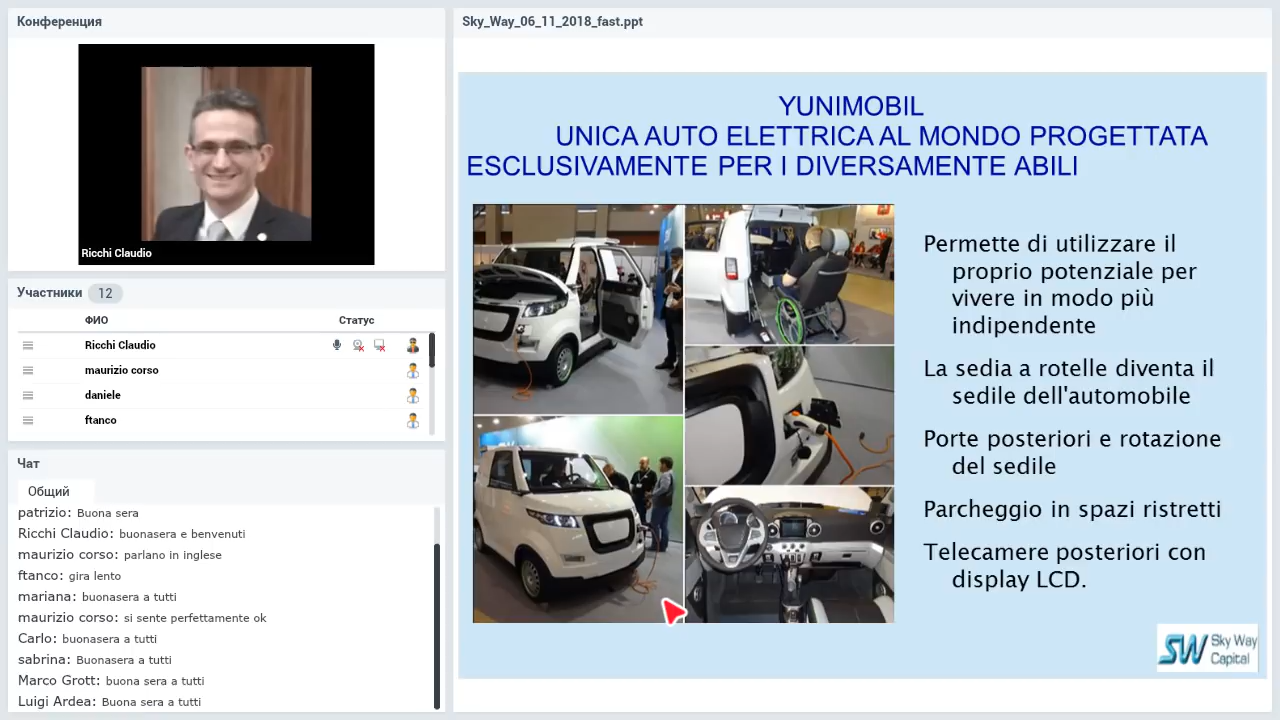 Конференция
Ricchi Claudio
Участники 12
ФИО Статус
Ricchi Claudio
maurizio corso
daniele
ftanco
Чат
Общий
patrizio: Buona sera
Ricchi Claudio: buonasera e benvenuti
maurizio corso: parlano in inglese
ftanco: gira lento
mariana: buonasera a tutti
maurizio corso: si sente perfettamente ok
Carlo: buonasera a tutti
sabrina: Buonasera a tutti
Marco Grott: buona sera a tutti
Luigi Ardea: Buona sera a tutti
Sky_Way_06_11_2018_fast.ppt
YUNIMOBIL
UNICA AUTO ELETTRICA AL MONDO PROGETTATA
ESCLUSIVAMENTE PER I DIVERSAMENTE ABILI
Permette di utilizzare il
proprio potenziale per
vivere in modo più
indipendente
La sedia a rotelle diventa il
sedile dell'automobile
Porte posteriori e rotazione
del sedile
Parcheggio in spazi ristretti
Telecamere posteriori con
display LCD.
SW Sky Way
Capital